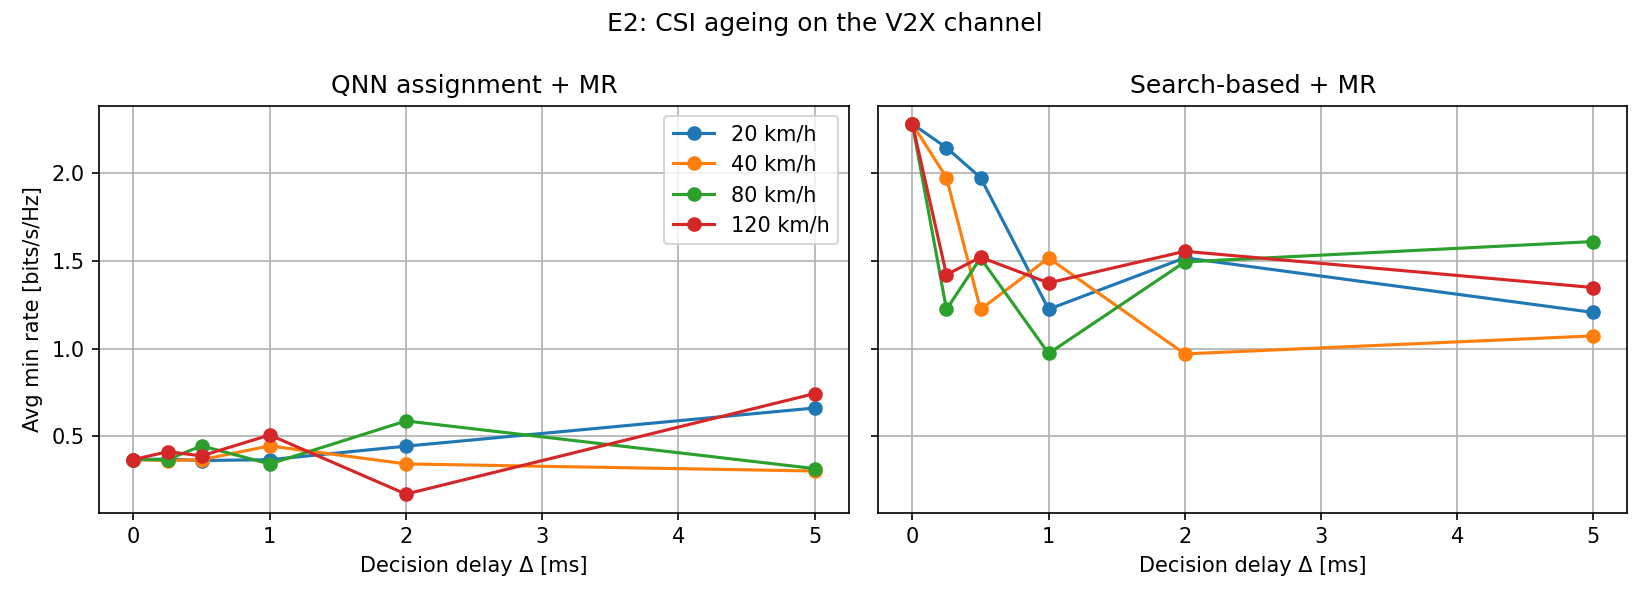 E2: CSI ageing on the V2X channel
QNN assignment + MR
Search-based + MR
Avg min rate [bits/s/Hz]
2.0
1.5
1.0
0.5
20 km/h
40 km/h
80 km/h
120 km/h
0 1 2 3 4 5
0 1 2 3 4 5
Decision delay Δ [ms]
Decision delay Δ [ms]